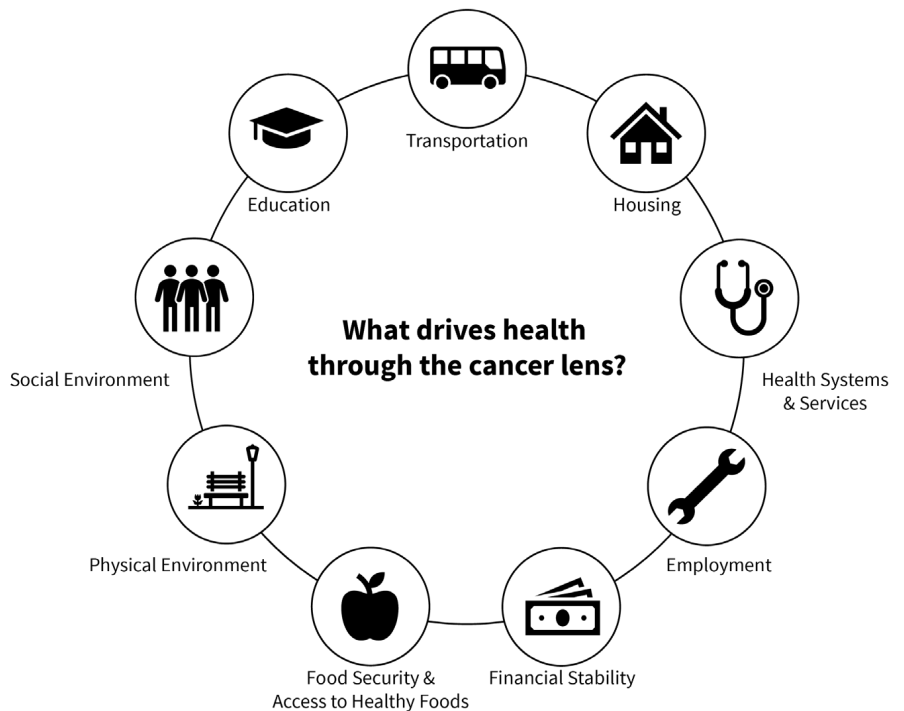 Transportation
Education
Housing
What drives health
through the cancer lens?
Social Environment
Health Systems
& Services
Physical Environment
Employment
Food Security &
Access to Healthy Foods
Financial Stability